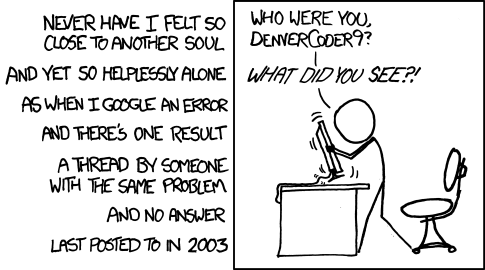 NEVER HAVE I FELT SO
CLOSE TO ANOTHER SOUL
AND YET SO HELPLESSLY ALONE
AS WHEN I GOOGLE AN ERROR
AND THERE'S ONE RESULT
A THREAD BY SOMEONE
WITH THE SAME PROBLEM
AND NO ANSWER
LAST POSTED TO IN 2003
WHO WERE YOU,
DENVERCODER9?
WHAT DID YOU SEE?!